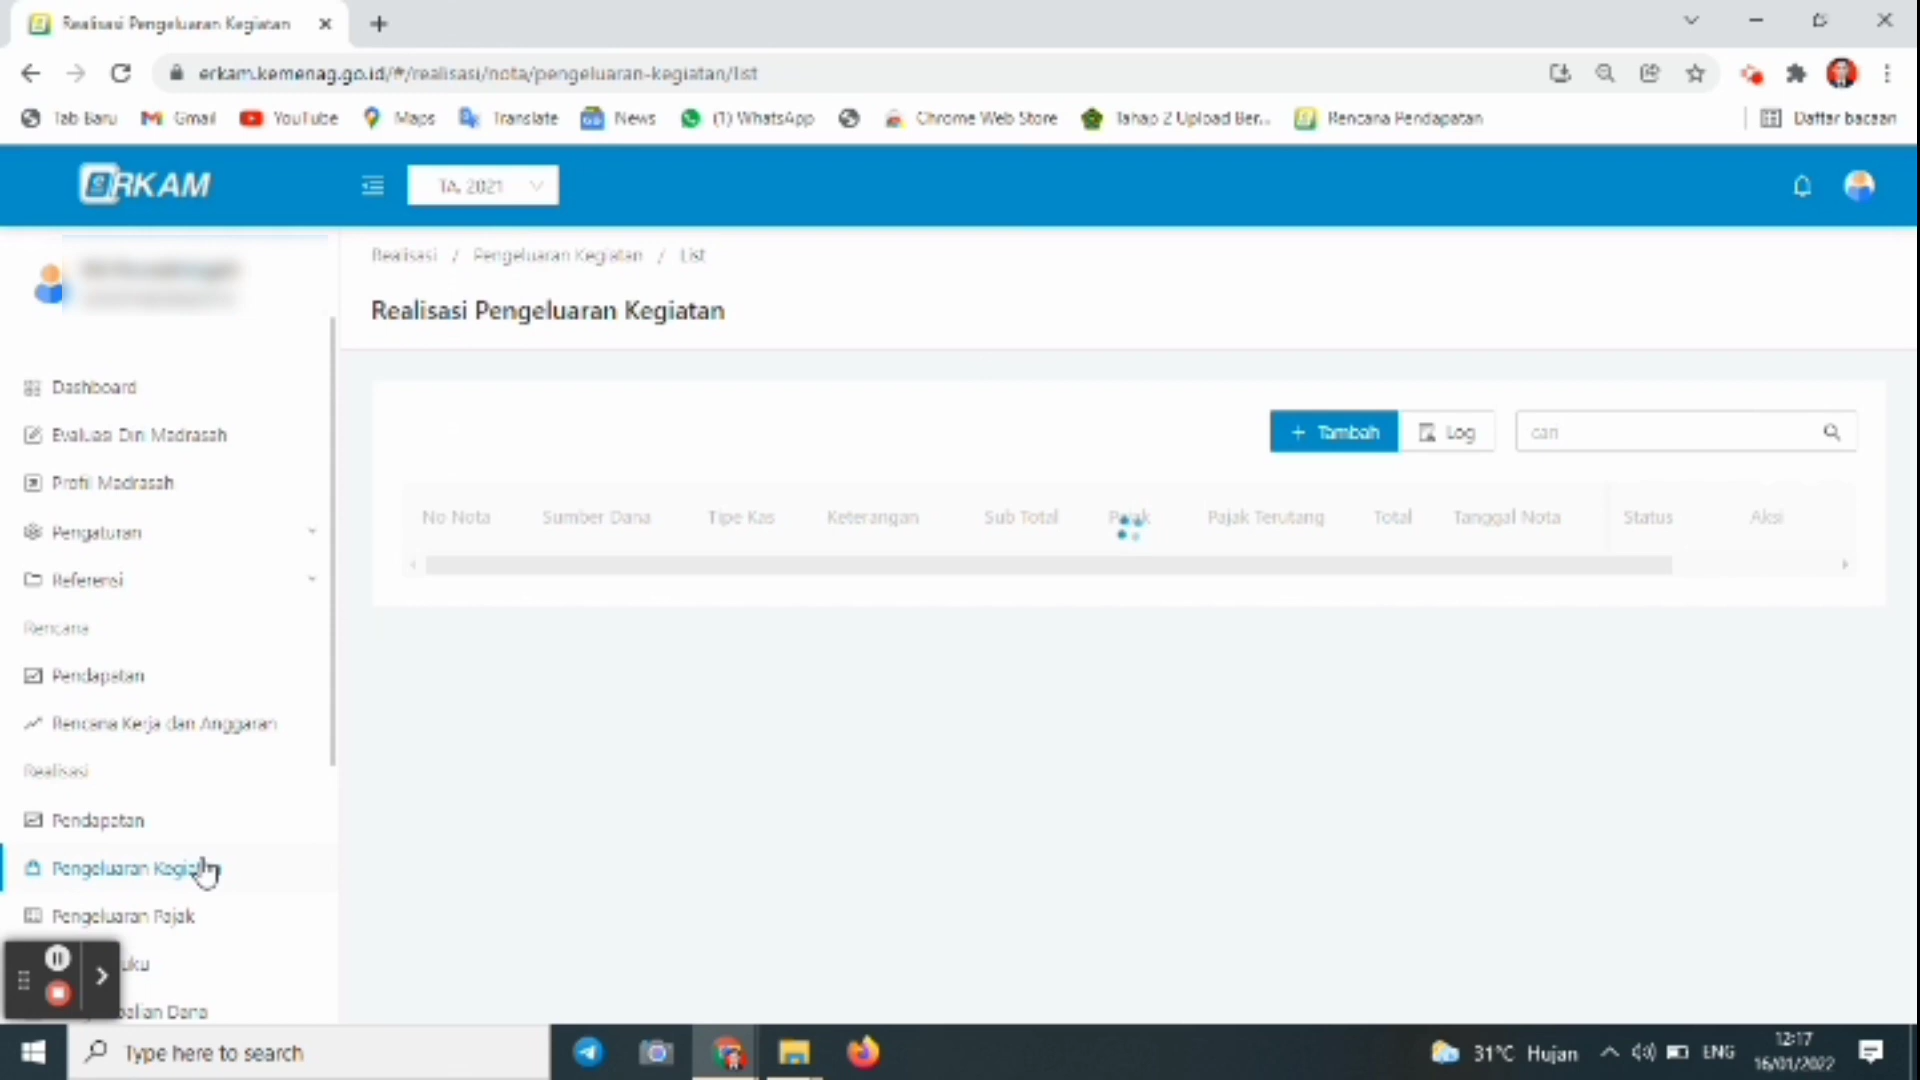 Realisasi Pengeluaran Kegiatan
erkam.kemenag.go.id/#/realisasi/nota/pengeluaran-kegiatan/list
Tab Baru Gmail YouTube Maps Translate News (1) WhatsApp Chrome Web Store Tahap 2 Upload Ber... Rencana Pendapatan Daftar bacaan
ERKAM TA. 2021
Realisasi / Pengeluaran Kegiatan / List
Realisasi Pengeluaran Kegiatan
+ Tambah Log cari
No Nota Sumber Dana Tipe Kas Keterangan Sub Total Pajak Pajak Terutang Total Tanggal Nota Status Aksi
Dashboard
Evaluasi Diri Madrasah
Profil Madrasah
Pengaturan
Referensi
Rencana
Pendapatan
Rencana Kerja dan Anggaran
Realisasi
Pendapatan
Pengeluaran
Pengeluaran Pajak
uku
alian Dana
Type here to search
31°C Hujan ENG 12:17
16/01/2022